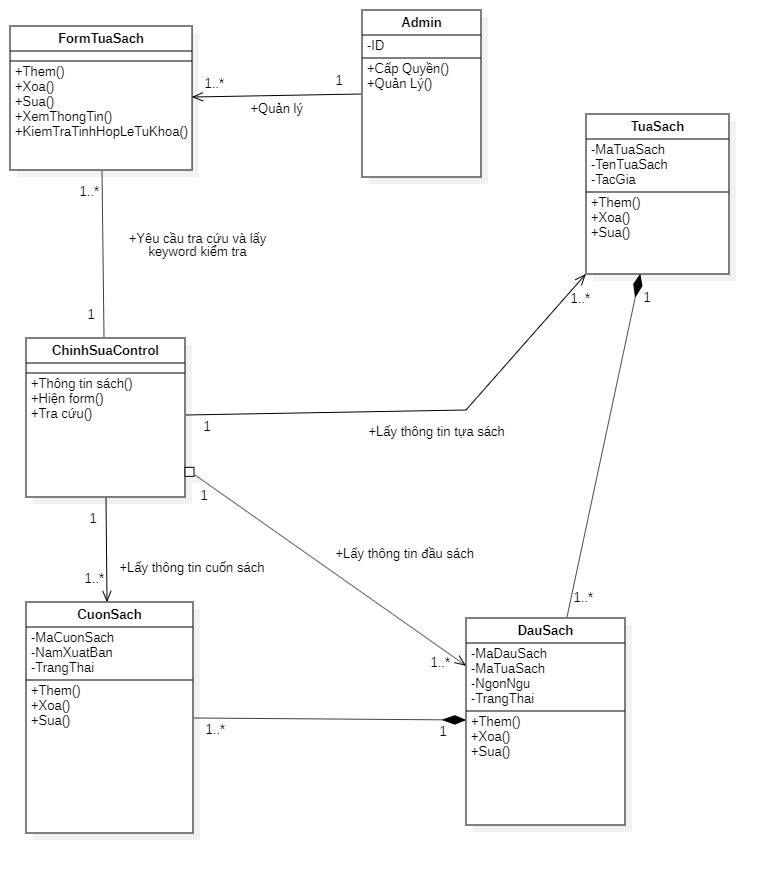 Admin
-ID
+Cấp Quyền()
+Quản Lý()
FormTuaSach
+Them()
+Xoa()
+Sua()
+XemThongTin()
+KiemTraTinhHopLeTuKhoa()
1..*
1
+Quản lý
TuaSach
-MaTuaSach
-TenTuaSach
-TacGia
+Them()
+Xoa()
+Sua()
1..*
+Yêu cầu tra cứu và lấy
keyword kiểm tra
1
1..*
1
ChinhSuaControl
+Thông tin sách()
+Hiện form()
+Tra cứu()
1
+Lấy thông tin tựa sách
1
1
+Lấy thông tin đầu sách
+Lấy thông tin cuốn sách
1..*
1..*
CuonSach
-MaCuonSach
-NamXuatBan
-TrangThai
+Them()
+Xoa()
+Sua()
DauSach
-MaDauSach
-MaTuaSach
-NgonNgu
-TrangThai
+Them()
+Xoa()
+Sua()
1..*
1..*
1